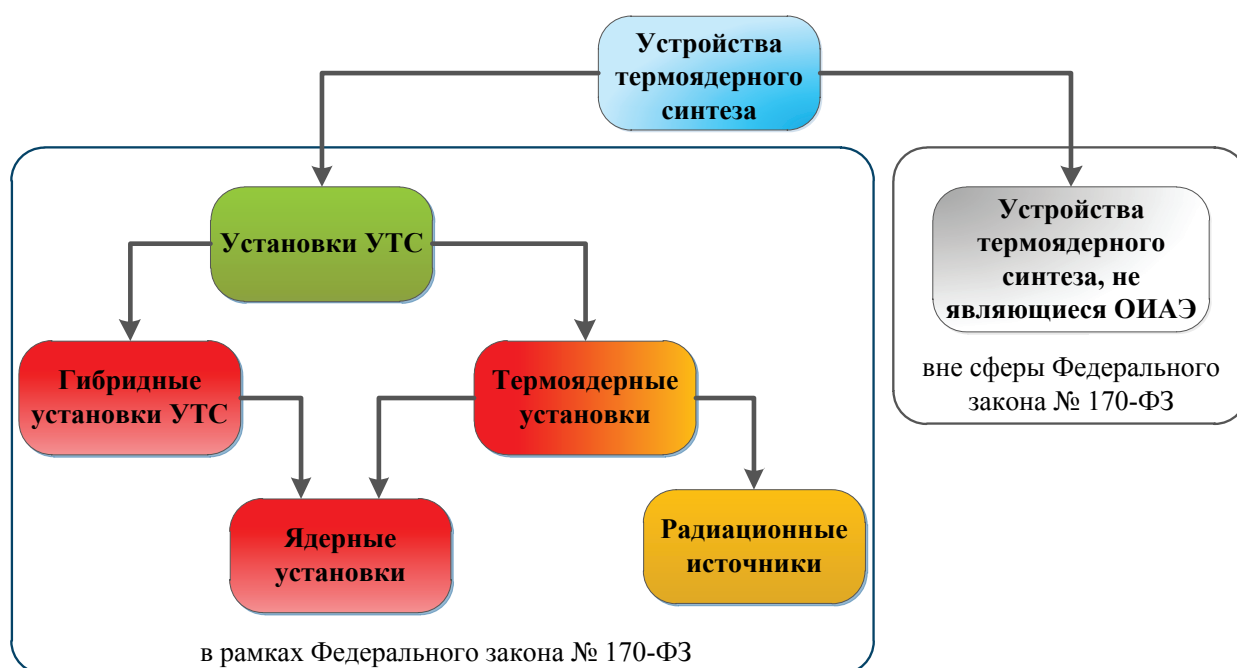 Устройства
термоядерного
синтеза
Установки УТС
Устройства
термоядерного
синтеза, не
являющиеся ОИАЭ
вне сферы Федерального
закона № 170-ФЗ
Гибридные
установки УТС
Термоядерные
установки
Ядерные
установки
Радиационные
источники
в рамках Федерального закона № 170-ФЗ